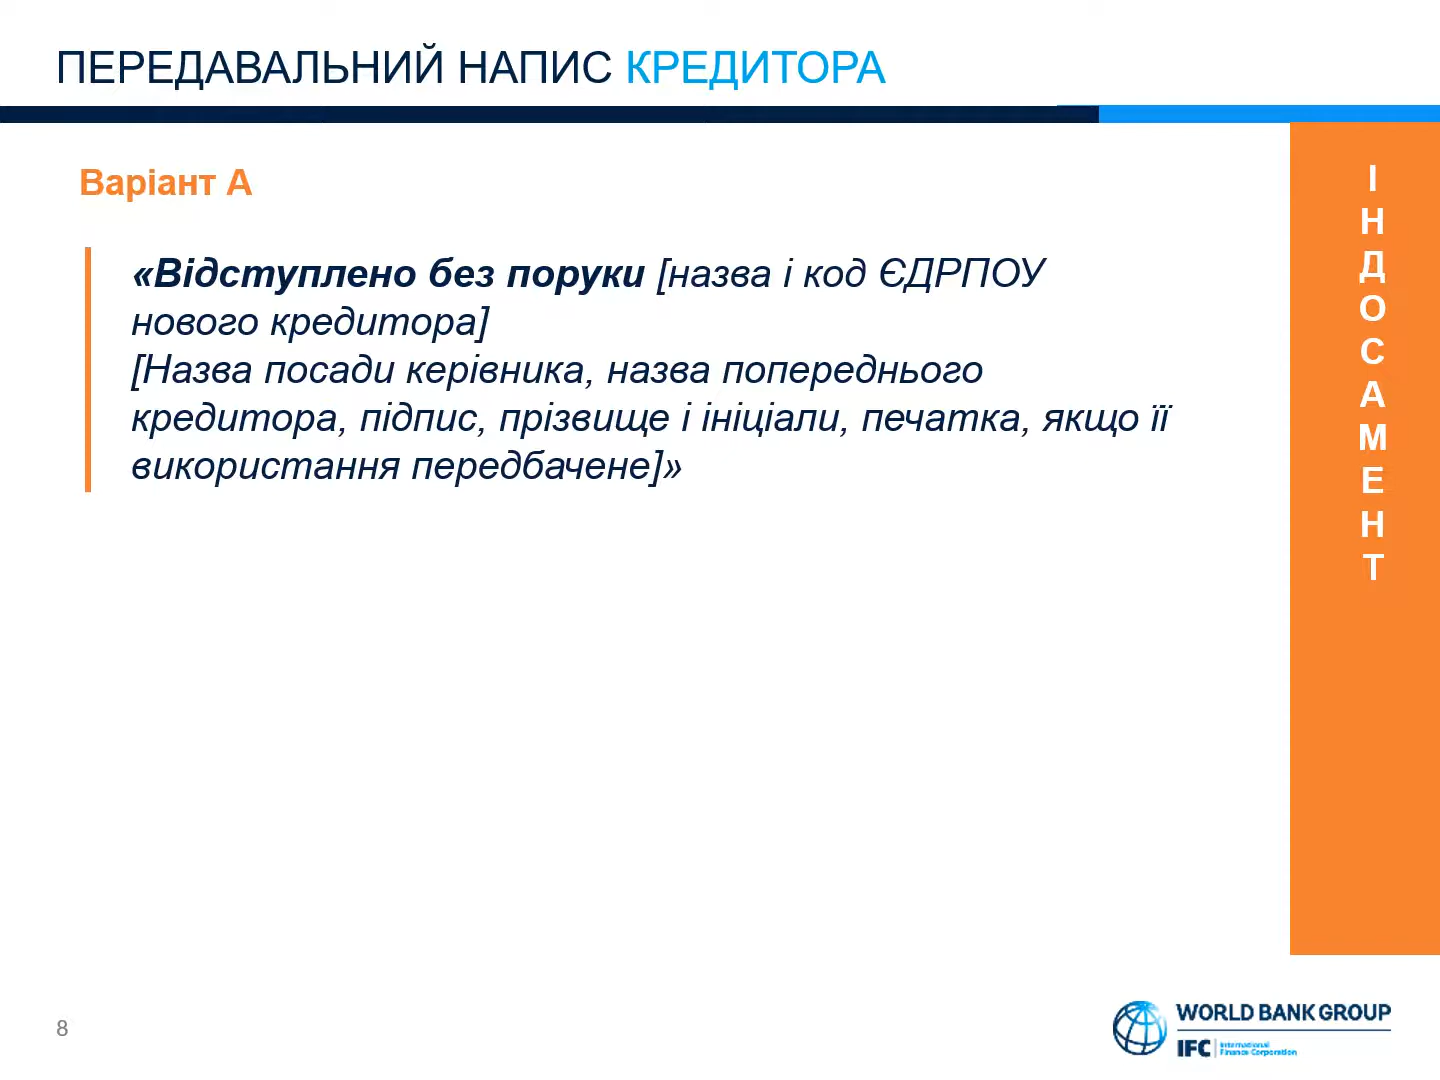 ПЕРЕДАВАЛЬНИЙ НАПИС КРЕДИТОРА
Варіант А
«Відступлено без поруки [назва і код ЄДРПОУ
нового кредитора]
[Назва посади керівника, назва попереднього
кредитора, підпис, прізвище і ініціали, печатка, якщо її
використання передбачене]»
І
Н
Д
О
С
А
М
Е
Н
Т
8
WORLD BANK GROUP
IFC
International
Finance Corporation